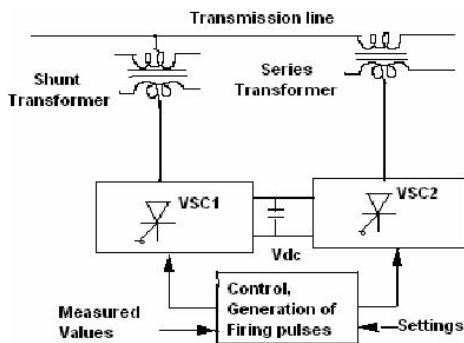 Transmission line
Shunt
Transformer
Series
Transformer
VSC1
VSC2
Vdc
Control,
Generation of
Firing pulses
Measured
Values
Settings